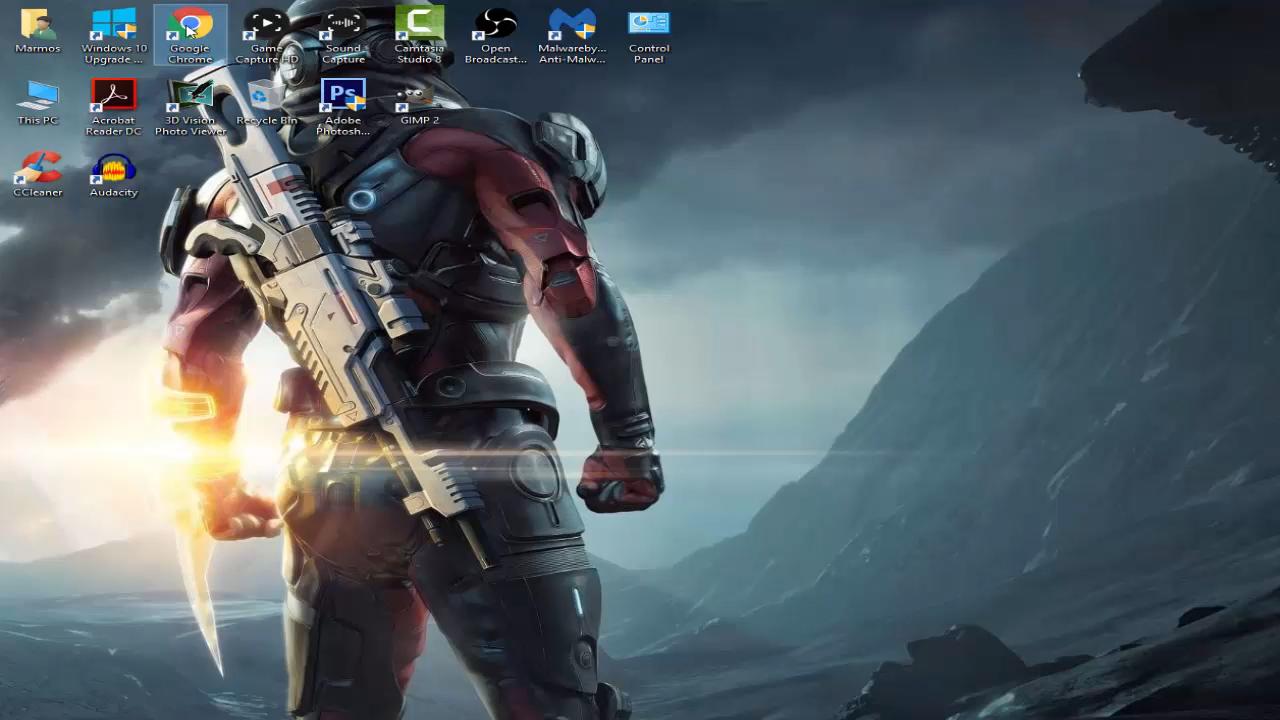 Marmos
Windows 10
Upgrade ...
Google
Chrome
Game
Capture HD
Sound
Capture
Camtasia
Studio 8
Open
Broadcast...
Malwareby...
Anti-Malw...
Control
Panel
This PC
Acrobat
Reader DC
3D Vision
Photo Viewer
Recycle Bin
Ps
Adobe
Photosh...
GIMP 2
CCleaner
Audacity